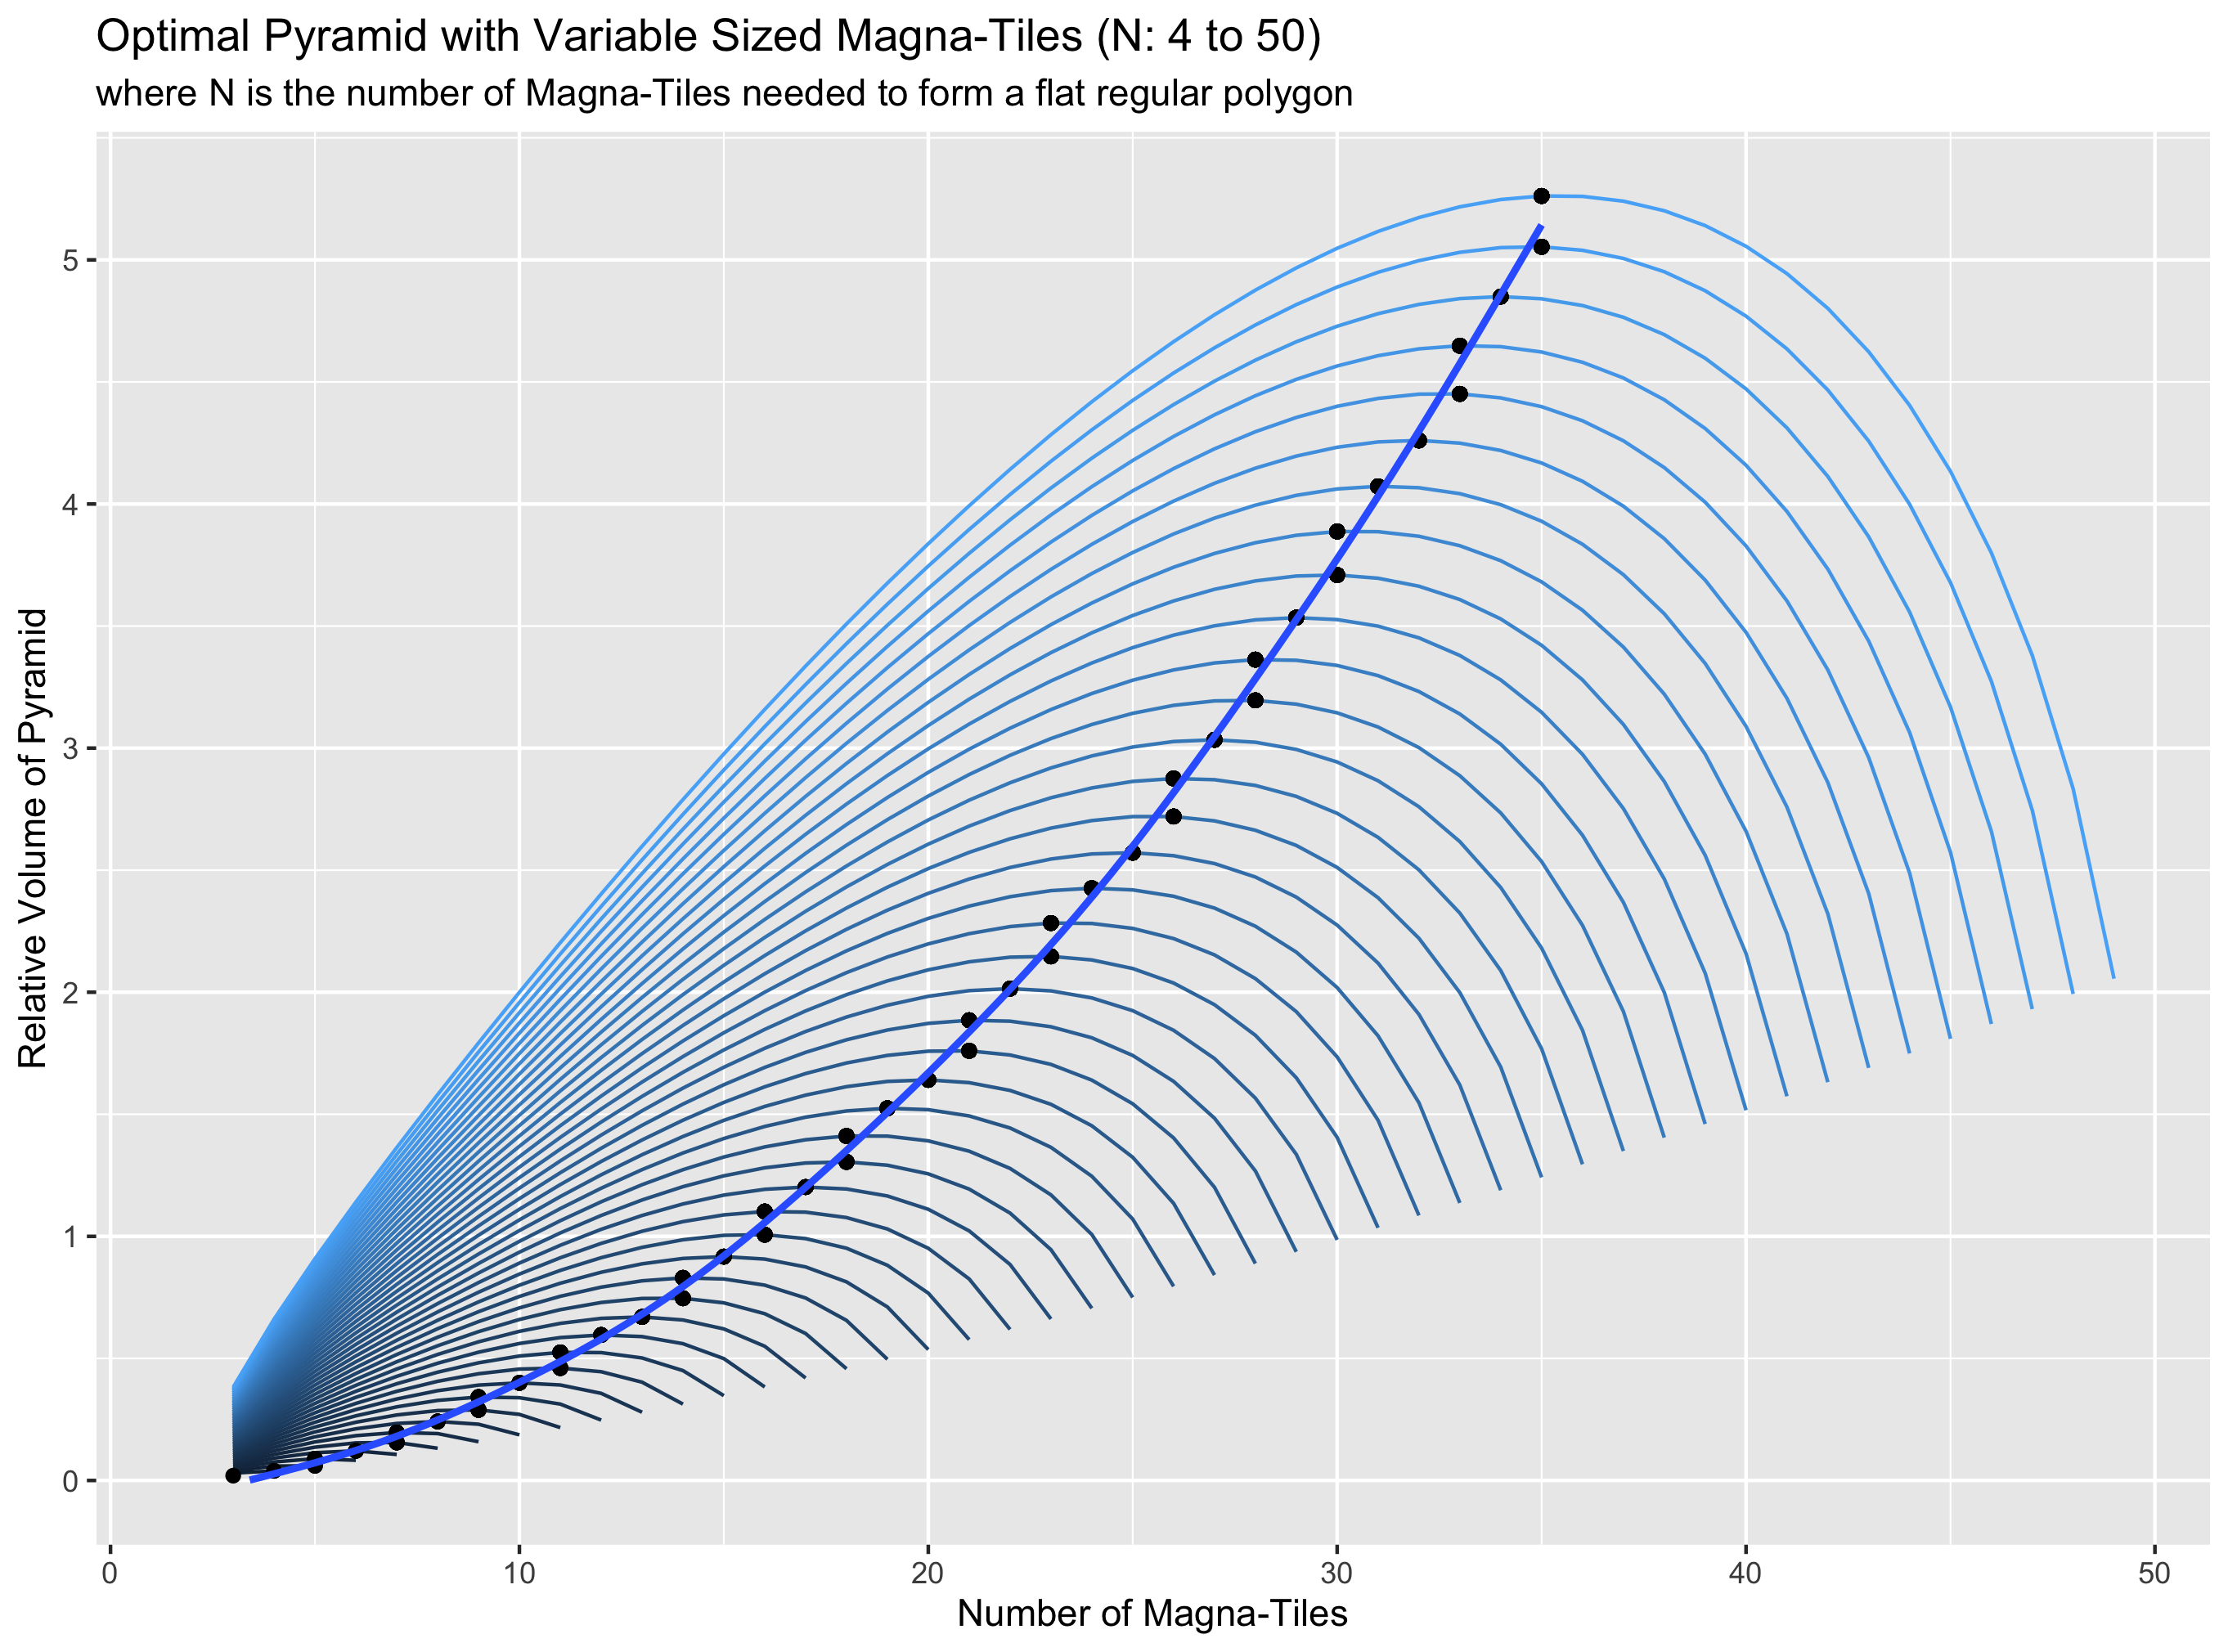 Optimal Pyramid with Variable Sized Magna-Tiles (N: 4 to 50)
where N is the number of Magna-Tiles needed to form a flat regular polygon
Relative Volume of Pyramid
5
4
3
2
1
0
0 10 20 30 40 50
Number of Magna-Tiles